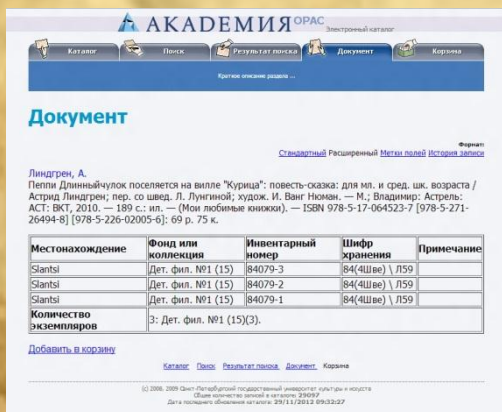 АКАДЕМИЯ OPAC Электронный каталог
Каталог Поиск Результат поиска Документ Корзина
Краткое описание раздела ...
Документ
Формат:
Стандартный Расширенный Метки полей История записи
Линдгрен, А.
Пеппи Длинныйчулок поселяется на вилле "Курица": повесть-сказка: для мл. и сред. шк. возраста /
Астрид Линдгрен; пер. со швед. Л. Лунгиной; худож. И. Ванг Нюман. — М.; Владимир: Астрель:
АСТ: ВКТ, 2010. — 189 с.: ил. — (Мои любимые книжки). — ISBN 978-5-17-064523-7 [978-5-271-
26494-8] [978-5-226-02005-6]: 69 р. 75 к.
Местонахождение Фонд или коллекция Инвентарный номер Шифр хранения Примечание
Slantsi Дет. фил. №1 (15) 84079-3 84(4Шве) \ Л59
Slantsi Дет. фил. №1 (15) 84079-2 84(4Шве) \ Л59
Slantsi Дет. фил. №1 (15) 84079-1 84(4Шве) \ Л59
Количество экземпляров 3: Дет. фил. №1 (15)(3).
Добавить в корзину
Каталог Поиск Результат поиска Документ Корзина
(c) 2008, 2009 Санкт-Петербургский государственный университет культуры и искусств
Общее количество записей в каталоге: 29097
Дата последнего обновления каталога: 29/11/2013 09:32:27